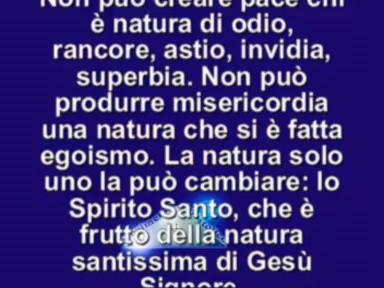 Non può creare pace chi
è natura di odio,
rancore, astio, invidia,
superbia. Non può
produrre misericordia
una natura che si è fatta
egoismo. La natura solo
uno la può cambiare: lo
Spirito Santo, che è
frutto della natura
santissima di Gesù
Signore